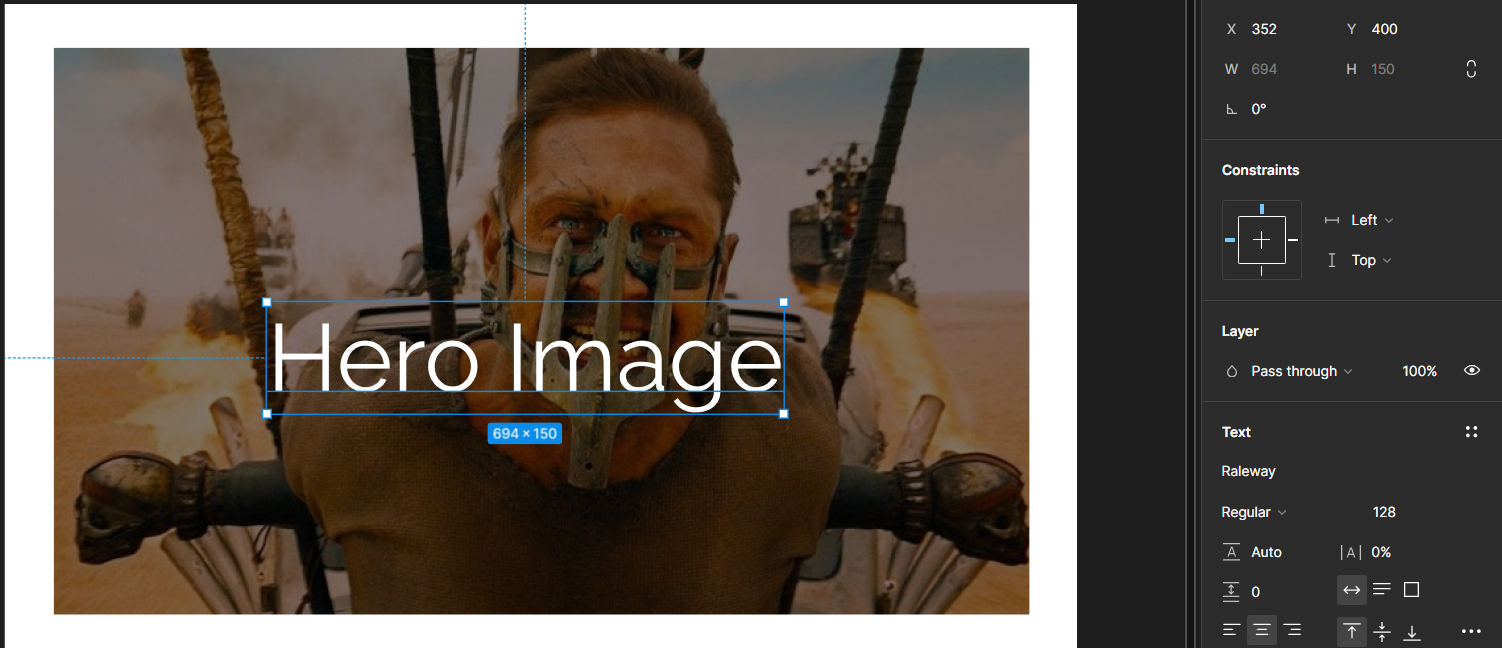 Hero Image
694 × 150
X 352 Y 400
W 694 H 150
0°
Constraints
Left
Top
Layer
Pass through 100%
Text
Raleway
Regular 128
A Auto |A| 0%
0